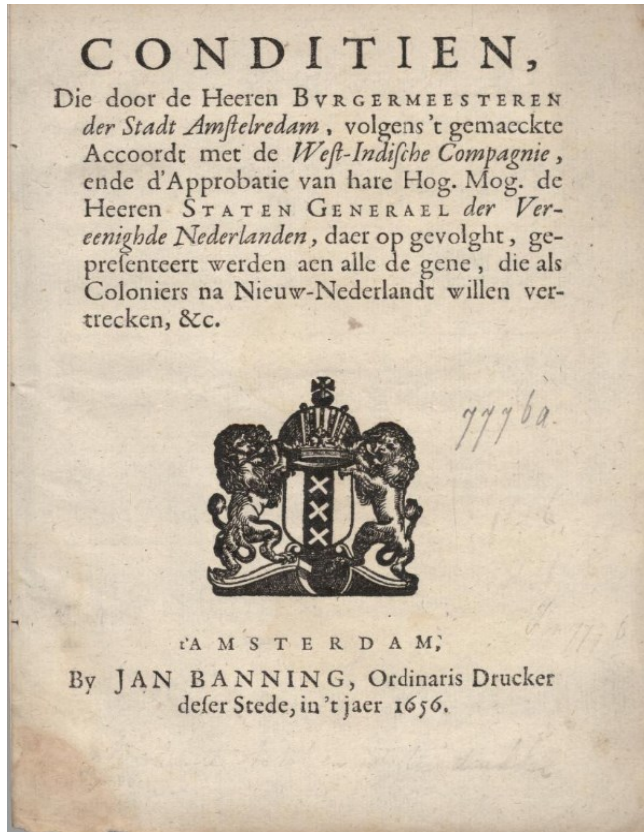 CONDITIEN,
Die door de Heeren BVRGERMEESTEREN
der Stadt Amſtelredam, volgens 't gemaeckte
Accoordt met de Weſt-Indiſche Compagnie,
ende d'Approbatie van hare Hog. Mog. de
Heeren STATEN GENERAEL der Ver-
eenighde Nederlanden, daer op gevolght, ge-
preſenteert werden aen alle de gene, die als
Coloniers na Nieuw-Nederlandt willen ver-
trecken, &c.
776a.
t'AMSTERDAM,
By JAN BANNING, Ordinaris Drucker
deſer Stede, in 't jaer 1656.